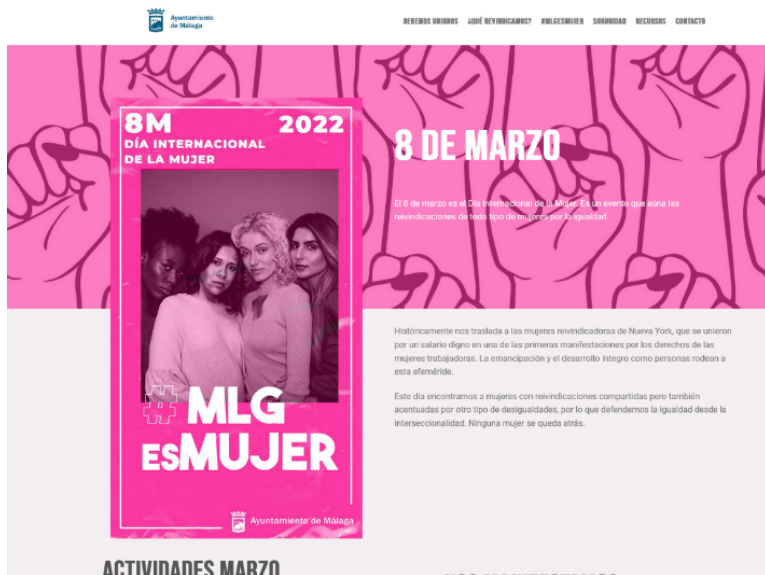 Ayuntamiento
de Málaga
DEBEMOS UNIRNOS ¿QUÉ REVINDICAMOS? #MLGESMUJER SORORIDAD RECURSOS CONTACTO
8M 2022
DÍA INTERNACIONAL
DE LA MUJER
# MLG
ESMUJER
Ayuntamiento de Málaga
8 DE MARZO
El 8 de marzo es el Día Internacional de la Mujer. Es un evento que aúna las
reivindicaciones de todo tipo de mujeres por la igualdad.
Históricamente nos traslada a las mujeres reivindicadoras de Nueva York, que se unieron
por un salario digno en una de las primeras manifestaciones por los derechos de las
mujeres trabajadoras. La emancipación y el desarrollo íntegro como personas rodean a
esta efeméride.
Este día encontramos a mujeres con reivindicaciones compartidas pero también
acentuadas por otro tipo de desigualdades, por lo que defendemos la igualdad desde la
interseccionalidad. Ninguna mujer se queda atrás.
ACTIVIDADES MARZO